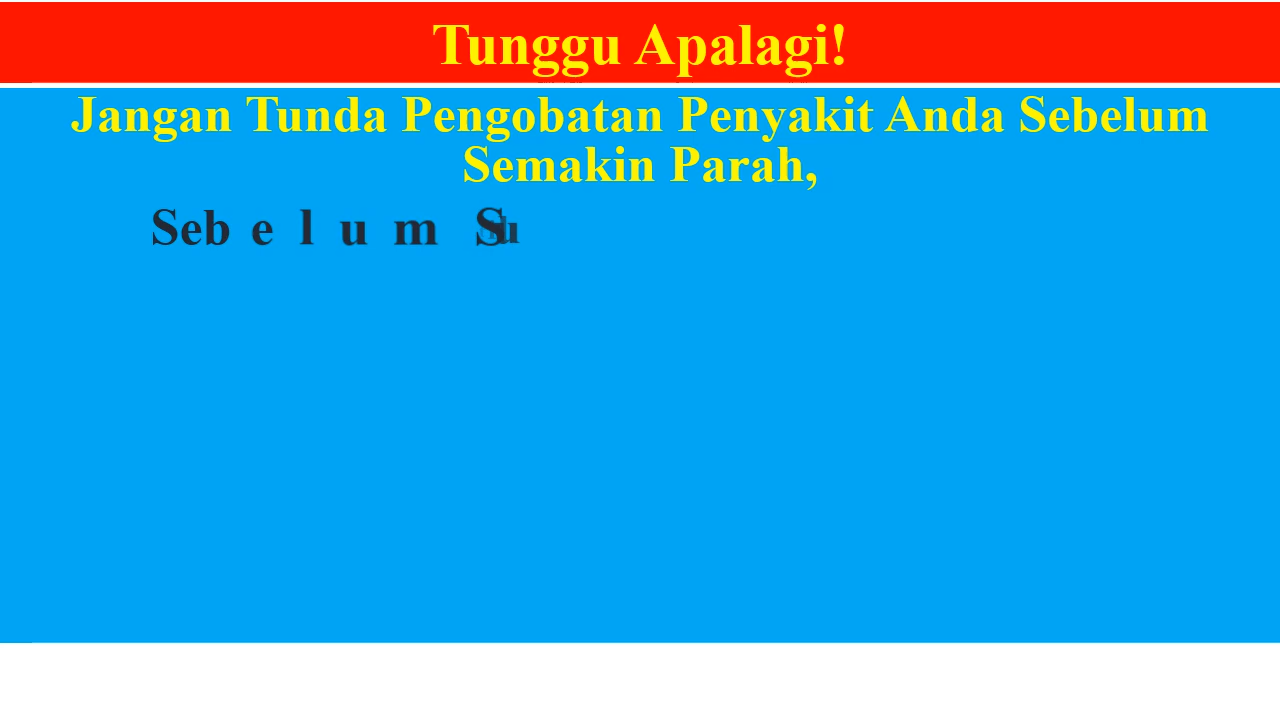 Tunggu Apalagi!
Jangan Tunda Pengobatan Penyakit Anda Sebelum
Semakin Parah,
Sebelum